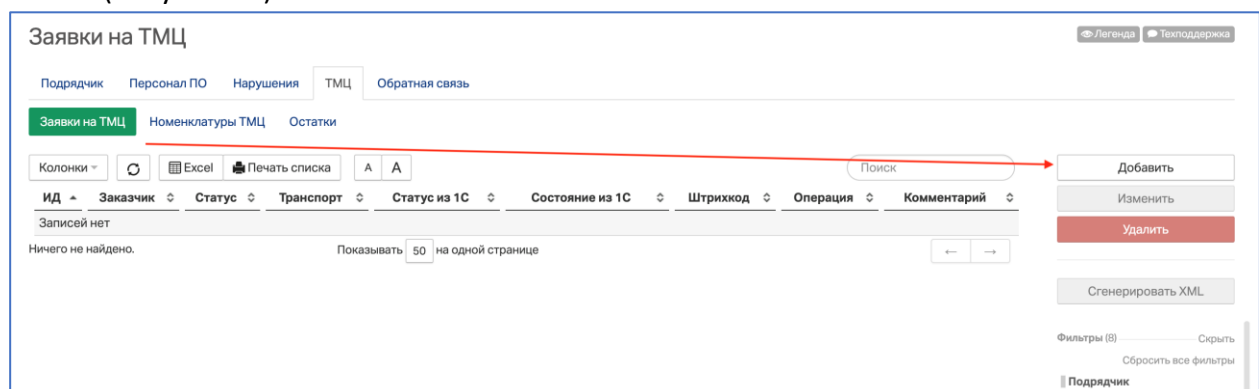 Заявки на ТМЦ
Легенда Техподдержка
Подрядчик Персонал ПО Нарушения ТМЦ Обратная связь
Заявки на ТМЦ Номенклатуры ТМЦ Остатки
Колонки Excel Печать списка A A Поиск Добавить
ИД Заказчик Статус Транспорт Статус из 1С Состояние из 1С Штрихкод Операция Комментарий Изменить
Записей нет
Удалить
Ничего не найдено. Показывать 50 на одной странице ← →
Сгенерировать XML
Фильтры (8) Скрыть
Сбросить все фильтры
Подрядчик